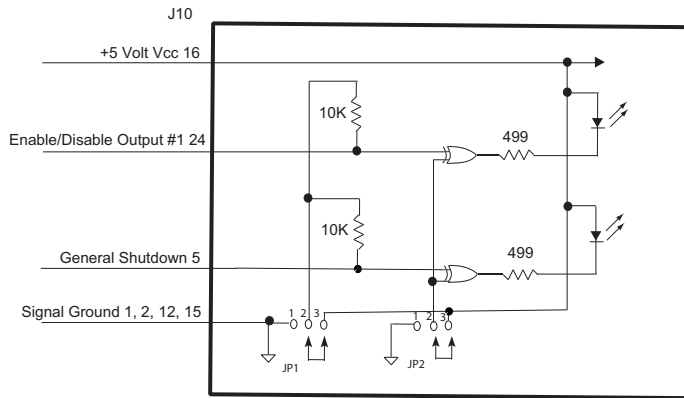 J10
+5 Volt Vcc 16
10K
Enable/Disable Output #1 24
499
10K
499
General Shutdown 5
Signal Ground 1, 2, 12, 15
1 2 3
1 2 3
JP1
JP2